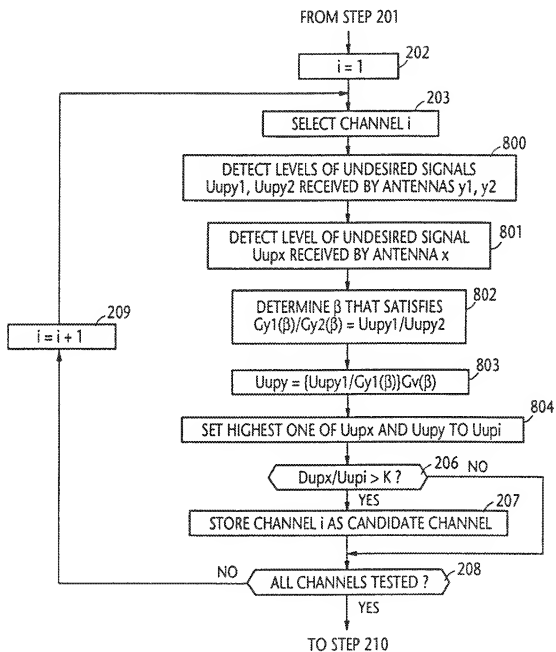 FROM STEP 201
202
i = 1
203
SELECT CHANNEL i
800
DETECT LEVELS OF UNDESIRED SIGNALS
Uupy1, Uupy2 RECEIVED BY ANTENNAS y1, y2
DETECT LEVEL OF UNDESIRED SIGNAL
Uupx RECEIVED BY ANTENNA x
801
DETERMINE β THAT SATISFIES
Gy1(β)/Gy2(β) = Uupy1/Uupy2
802
209
i = i + 1
803
Uupy = {Uupy1/Gy1(β)}Gv(β)
804
SET HIGHEST ONE OF Uupx AND Uupy TO Uupi
206
Dupx/Uupi > K ?
NO
YES
207
STORE CHANNEL i AS CANDIDATE CHANNEL
NO
ALL CHANNELS TESTED ?
208
YES
TO STEP 210